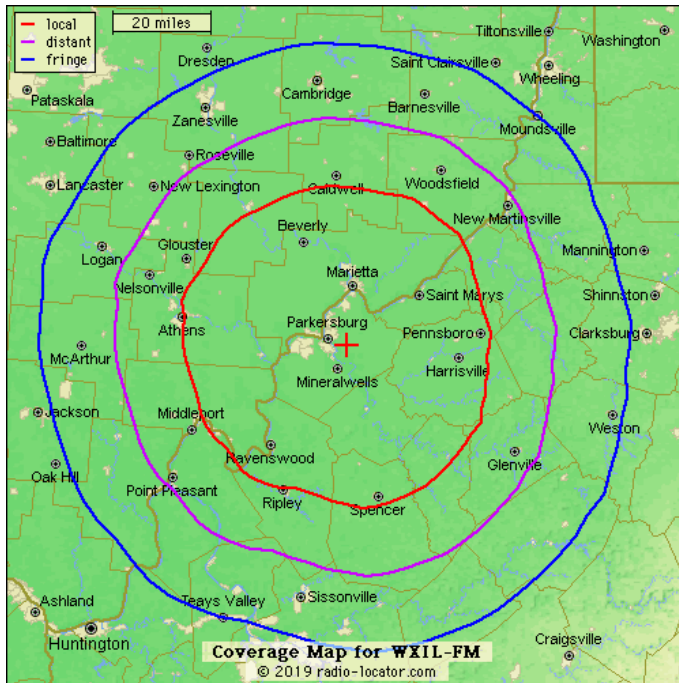 local
distant
fringe
20 miles
Tiltonsville
Washington
Dresden
Saint Clairsville
Wheeling
Pataskala
Cambridge
Barnesville
Zanesville
Moundsville
Baltimore
Roseville
Lancaster
New Lexington
Caldwell
Woodsfield
New Martinsville
Beverly
Logan
Glouster
Mannington
Nelsonville
Marietta
Saint Marys
Shinnston
Athens
Parkersburg
Pennsboro
Clarksburg
McArthur
Mineralwells
Harrisville
Jackson
Middleport
Weston
Ravenswood
Glenville
Oak Hill
Point Pleasant
Ripley
Spencer
Ashland
Teays Valley
Sissonville
Huntington
Craigsville
Coverage Map for WXIL-FM
© 2019 radio-locator.com